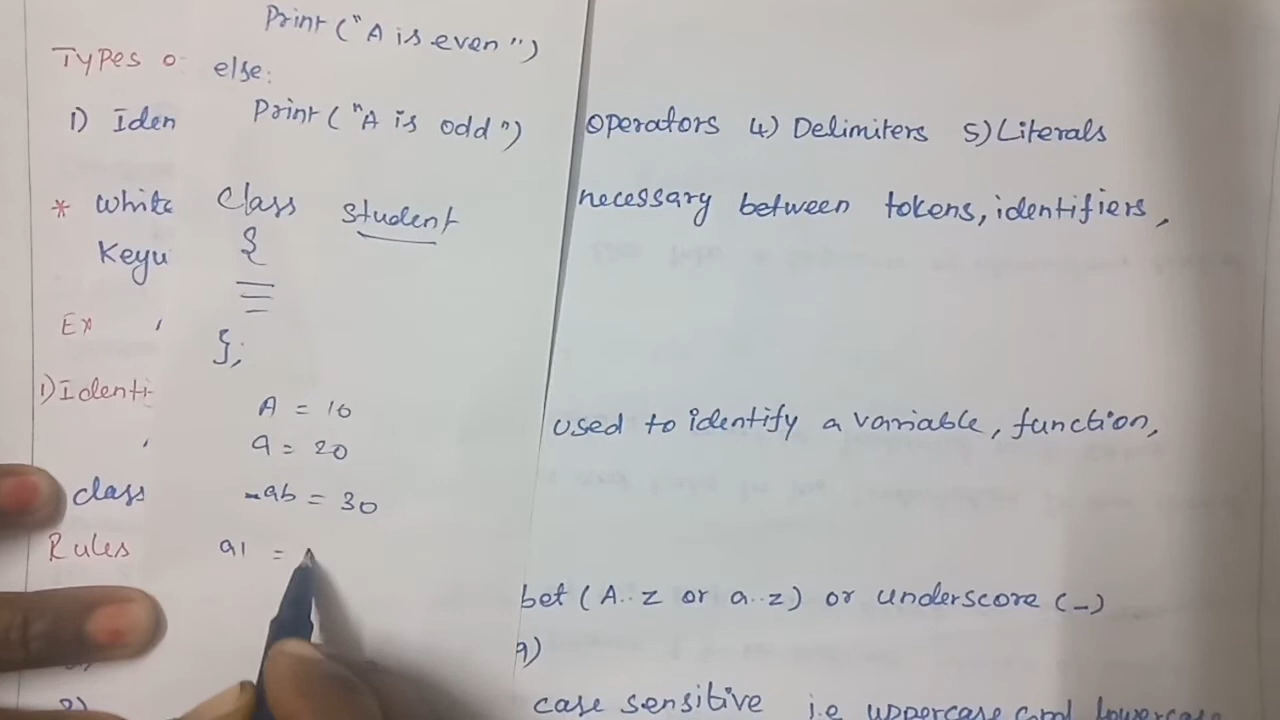 Print ("A is even")
Types o
else:
1) Iden
Print ("A is odd")
operators 4) Delimiters 5) Literals
* White
class student
necessary between tokens, identifiers,
Keyw
{
Ex
};
1) Identi
A = 10
a = 20
used to identify a variable, function,
class
_ab = 30
Rules
a1 =
bet (A..Z or a..z) or underscore (_)
9)
case sensitive i.e uppercase and lowercase